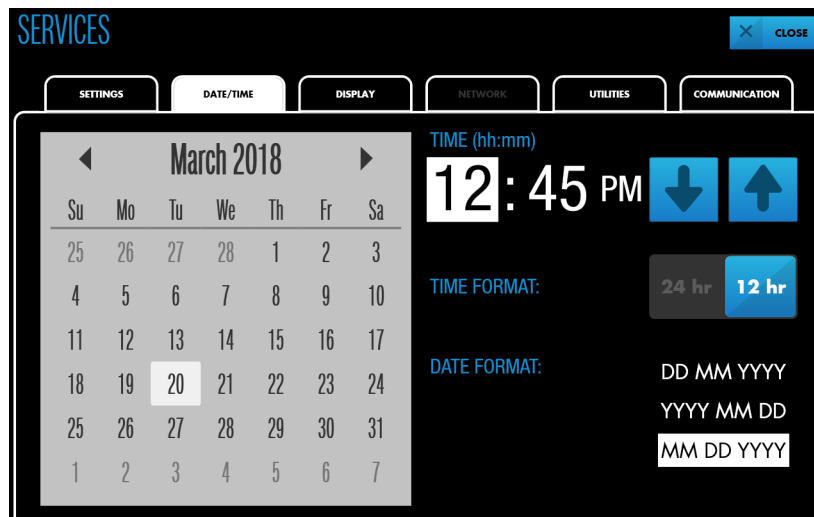 SERVICES
CLOSE
SETTINGS DATE/TIME DISPLAY NETWORK UTILITIES COMMUNICATION
March 2018
Su Mo Tu We Th Fr Sa
25 26 27 28 1 2 3
4 5 6 7 8 9 10
11 12 13 14 15 16 17
18 19 20 21 22 23 24
25 26 27 28 29 30 31
1 2 3 4 5 6 7
TIME (hh:mm)
12 : 45 PM
TIME FORMAT:
24 hr 12 hr
DATE FORMAT:
DD MM YYYY
YYYY MM DD
MM DD YYYY